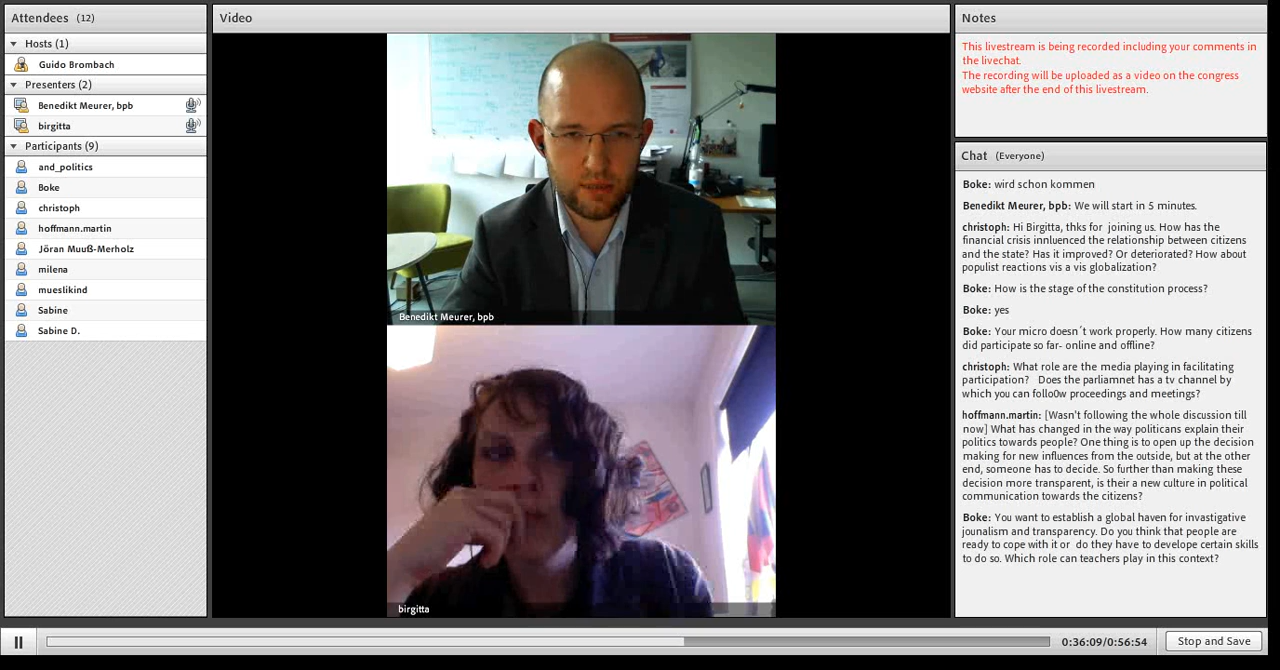 Attendees (12)
Hosts (1)
Guido Brombach
Presenters (2)
Benedikt Meurer, bpb
birgitta
Participants (9)
and_politics
Boke
christoph
hoffmann.martin
Jöran Muuß-Merholz
milena
mueslikind
Sabine
Sabine D.
Video
Benedikt Meurer, bpb
birgitta
Notes
This livestream is being recorded including your comments in
the livechat.
The recording will be uploaded as a video on the congress
website after the end of this livestream.
Chat (Everyone)
Boke: wird schon kommen
Benedikt Meurer, bpb: We will start in 5 minutes.
christoph: Hi Birgitta, thks for joining us. How has the
financial crisis innluenced the relationship between citizens
and the state? Has it improved? Or deteriorated? How about
populist reactions vis a vis globalization?
Boke: How is the stage of the constitution process?
Boke: yes
Boke: Your micro doesn´t work properly. How many citizens
did participate so far- online and offline?
christoph: What role are the media playing in facilitating
participation? Does the parliamnet has a tv channel by
which you can follo0w proceedings and meetings?
hoffmann.martin: [Wasn't following the whole discussion till
now] What has changed in the way politicans explain their
politics towards people? One thing is to open up the decision
making for new influences from the outside, but at the other
end, someone has to decide. So further than making these
decision more transparent, is their a new culture in political
communication towards the citizens?
Boke: You want to establish a global haven for invastigative
jounalism and transparency. Do you think that people are
ready to cope with it or do they have to develope certain skills
to do so. Which role can teachers play in this context?
0:36:09/0:56:54
Stop and Save